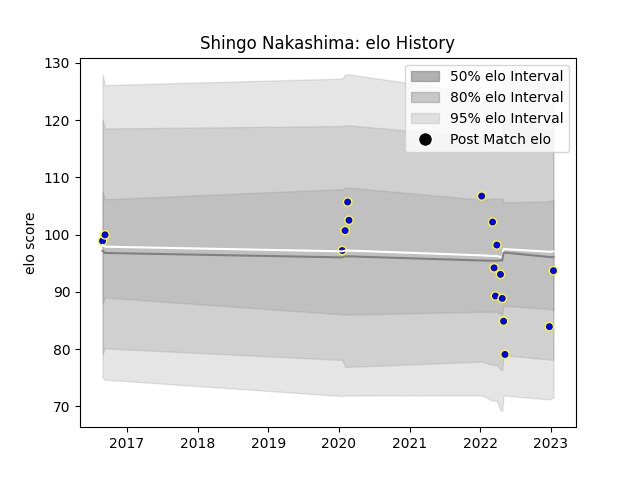 Shingo Nakashima: elo History
50% elo Interval
80% elo Interval
95% elo Interval
Post Match elo
elo score
130
120
110
100
90
80
70
2017
2018
2019
2020
2021
2022
2023